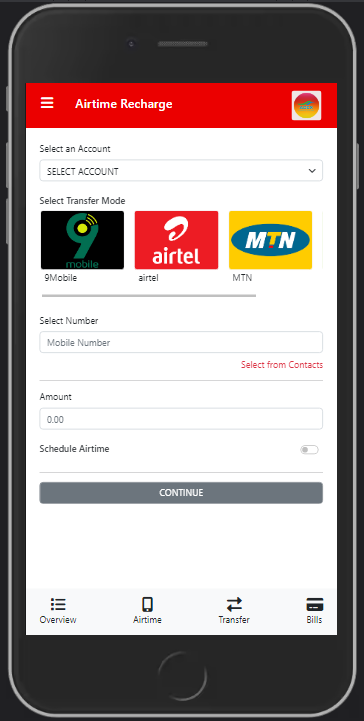 Airtime Recharge
Select an Account
SELECT ACCOUNT
Select Transfer Mode
9
mobile
airtel
MTN
9Mobile
airtel
MTN
Select Number
Mobile Number
Select from Contacts
Amount
0.00
Schedule Airtime
CONTINUE
Overview
Airtime
Transfer
Bills